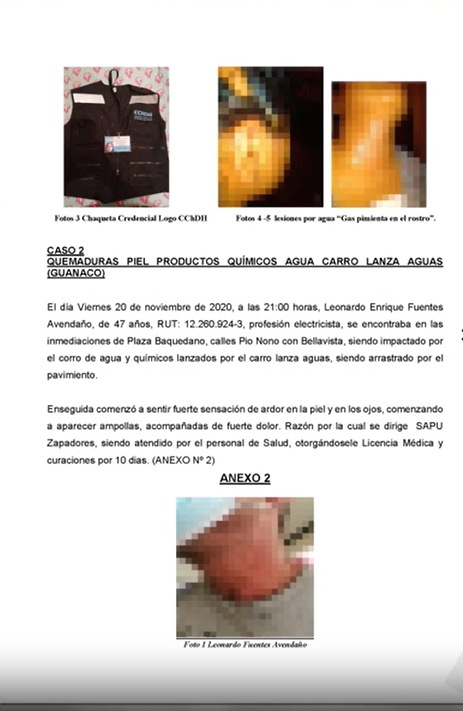 CChDH
Fotos 3 Chaqueta Credencial Logo CChDH
Fotos 4 -5 lesiones por agua “Gas pimienta en el rostro”.
CASO 2
QUEMADURAS PIEL PRODUCTOS QUÍMICOS AGUA CARRO LANZA AGUAS
(GUANACO)
El día Viernes 20 de noviembre de 2020, a las 21:00 horas, Leonardo Enrique Fuentes
Avendaño, de 47 años, RUT: 12.260.924-3, profesión electricista, se encontraba en las
inmediaciones de Plaza Baquedano, calles Pio Nono con Bellavista, siendo impactado por
el corro de agua y químicos lanzados por el carro lanza aguas, siendo arrastrado por el
pavimento.
Enseguida comenzó a sentir fuerte sensación de ardor en la piel y en los ojos, comenzando
a aparecer ampollas, acompañadas de fuerte dolor. Razón por la cual se dirige SAPU
Zapadores, siendo atendido por el personal de Salud, otorgándosele Licencia Médica y
curaciones por 10 dias. (ANEXO Nº 2)
ANEXO 2
Foto 1 Leonardo Fuentes Avendaño